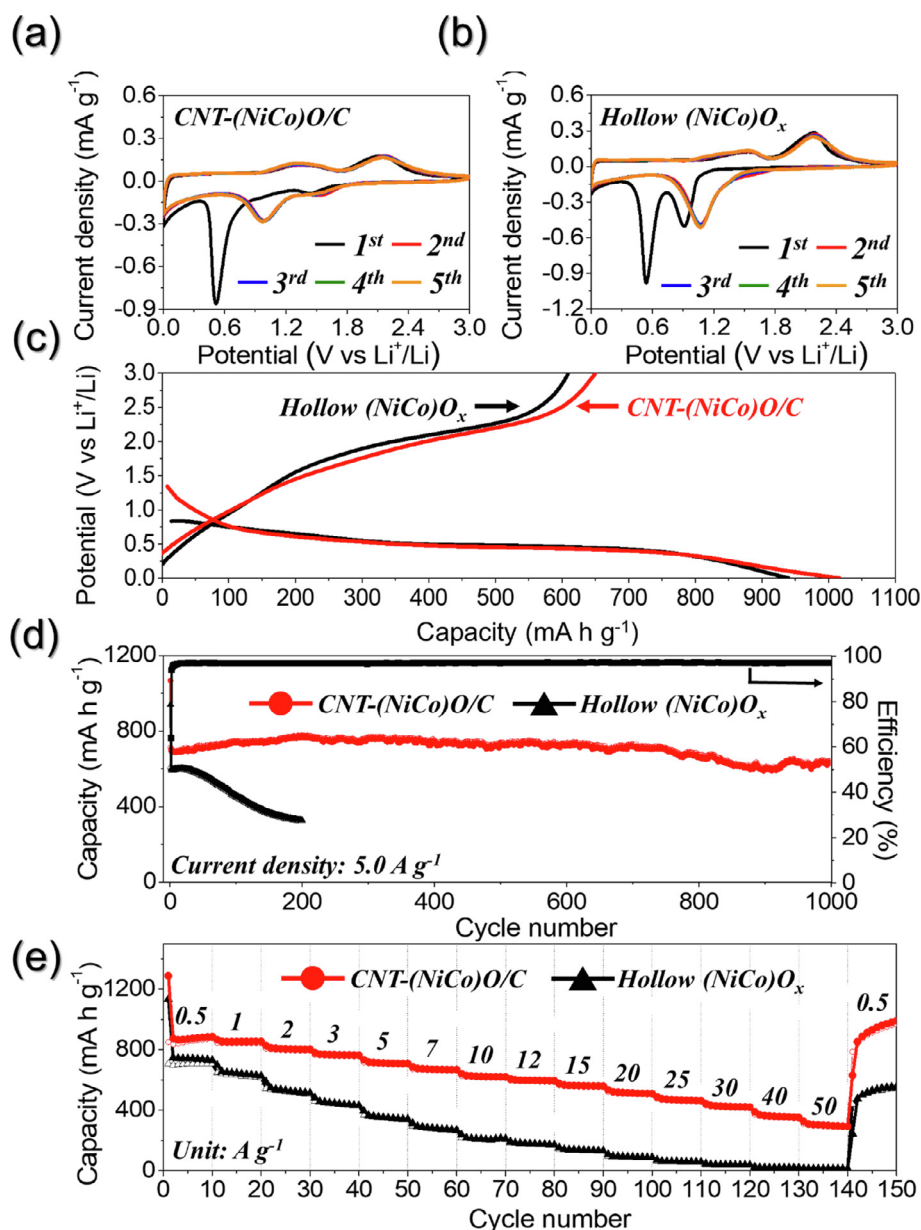 (a)
Current density (mA g⁻¹)
0.6
0.3
0.0
-0.3
-0.6
-0.9
CNT-(NiCo)O/C
1ˢᵗ 2ⁿᵈ
3ʳᵈ 4ᵗʰ 5ᵗʰ
0.0 0.6 1.2 1.8 2.4 3.0
Potential (V vs Li⁺/Li)
(b)
Current density (mA g⁻¹)
0.6
0.3
0.0
-0.3
-0.6
-0.9
-1.2
Hollow (NiCo)Oₓ
1ˢᵗ 2ⁿᵈ
3ʳᵈ 4ᵗʰ 5ᵗʰ
0.0 0.6 1.2 1.8 2.4 3.0
Potential (V vs Li⁺/Li)
(c)
Potential (V vs Li⁺/Li)
3.0
2.5
2.0
1.5
1.0
0.5
0.0
Hollow (NiCo)Oₓ
CNT-(NiCo)O/C
0 100 200 300 400 500 600 700 800 900 1000 1100
Capacity (mA h g⁻¹)
(d)
Capacity (mA h g⁻¹)
1200
800
400
0
CNT-(NiCo)O/C Hollow (NiCo)Oₓ
Current density: 5.0 A g⁻¹
100
80
60
40
20
0
Efficiency (%)
0 200 400 600 800 1000
Cycle number
(e)
Capacity (mA h g⁻¹)
1200
800
400
0
CNT-(NiCo)O/C Hollow (NiCo)Oₓ
0.5 1 2 3 5 7 10 12 15 20 25 30 40 50 0.5
Unit: A g⁻¹
0 10 20 30 40 50 60 70 80 90 100 110 120 130 140 150
Cycle number